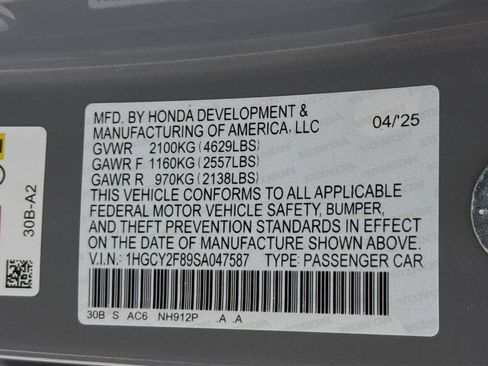 MFD. BY HONDA DEVELOPMENT &
MANUFACTURING OF AMERICA, LLC 04/'25
GVWR 2100KG (4629LBS)
GAWR F 1160KG (2557LBS)
GAWR R 970KG (2138LBS)
THIS VEHICLE CONFORMS TO ALL APPLICABLE
FEDERAL MOTOR VEHICLE SAFETY, BUMPER,
AND THEFT PREVENTION STANDARDS IN EFFECT
ON THE DATE OF MANUFACTURE SHOWN ABOVE.
V.I.N.: 1HGCY2F89SA047587 TYPE: PASSENGER CAR
30B S AC6 NH912P .A .A
30B-A2